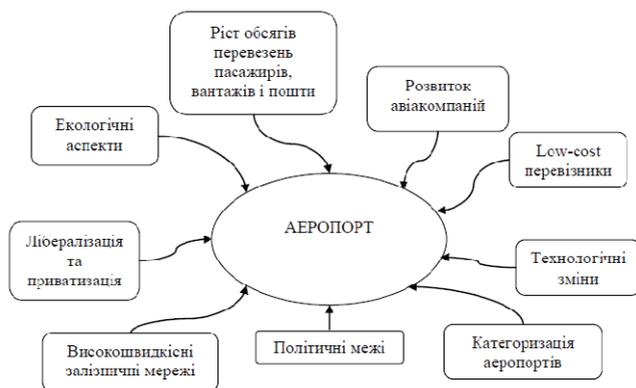 Ріст обсягів
перевезень
пасажирів,
вантажів і пошти
Розвиток
авіакомпаній
Екологічні
аспекти
Low-cost
перевізники
АЕРОПОРТ
Лібералізація
та
приватизація
Технологічні
зміни
Високошвидкісні
залізничні мережі
Політичні межі
Категоризація
аеропортів